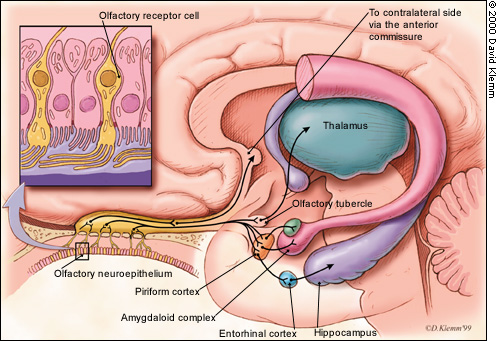 Olfactory receptor cell
To contralateral side
via the anterior
commissure
© 2000 David Klemm
Thalamus
Olfactory tubercle
Olfactory neuroepithelium
Piriform cortex
Amygdaloid complex
Entorhinal cortex
Hippocampus
©D.Klemm'99